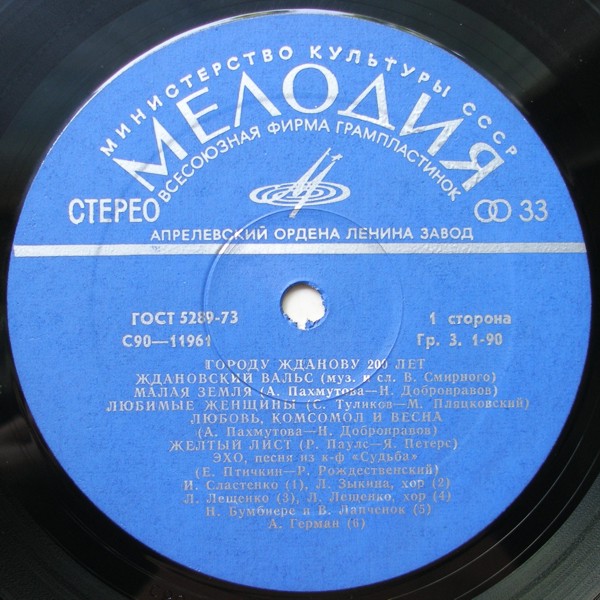 МИНИСТЕРСТВО КУЛЬТУРЫ СССР
МЕЛОДИЯ
ВСЕСОЮЗНАЯ ФИРМА ГРАМПЛАСТИНОК
СТЕРЕО
33
АПРЕЛЕВСКИЙ ОРДЕНА ЛЕНИНА ЗАВОД
ГОСТ 5289-73
1 сторона
С90—11961
Гр. 3. 1-90
ГОРОДУ ЖДАНОВУ 200 ЛЕТ
ЖДАНОВСКИЙ ВАЛЬС (муз. и сл. В. Смирного)
МАЛАЯ ЗЕМЛЯ (А. Пахмутова—Н. Добронравов)
ЛЮБИМЫЕ ЖЕНЩИНЫ (С. Туликов—М. Пляцковский)
ЛЮБОВЬ, КОМСОМОЛ И ВЕСНА
(А. Пахмутова—Н. Добронравов)
ЖЕЛТЫЙ ЛИСТ (Р. Паулс—Я. Петерс)
ЭХО, песня из к-ф «Судьба»
(Е. Птичкин—Р. Рождественский)
И. Сластенко (1), Л. Зыкина, хор (2)
Л. Лещенко (3), Л. Лещенко, хор (4)
Н. Бумбиере и В. Лапченок (5)
А. Герман (6)